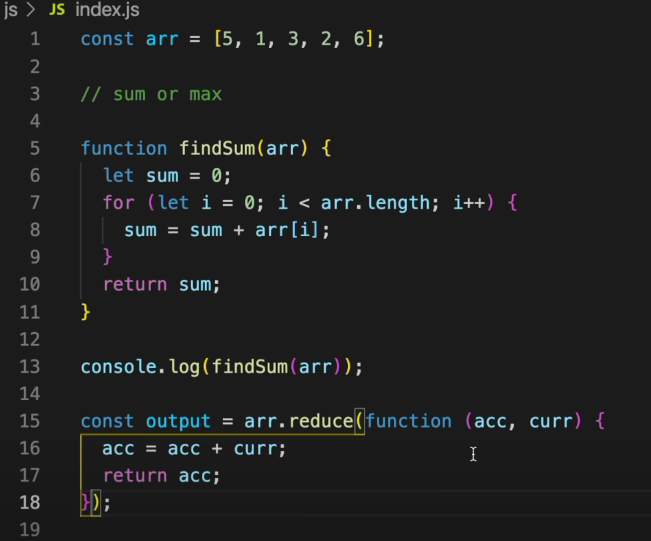 js > JS index.js
1 const arr = [5, 1, 3, 2, 6];
2
3 // sum or max
4
5 function findSum(arr) {
6   let sum = 0;
7   for (let i = 0; i < arr.length; i++) {
8     sum = sum + arr[i];
9   }
10   return sum;
11 }
12
13 console.log(findSum(arr));
14
15 const output = arr.reduce(function (acc, curr) {
16   acc = acc + curr;
17   return acc;
18 });
19